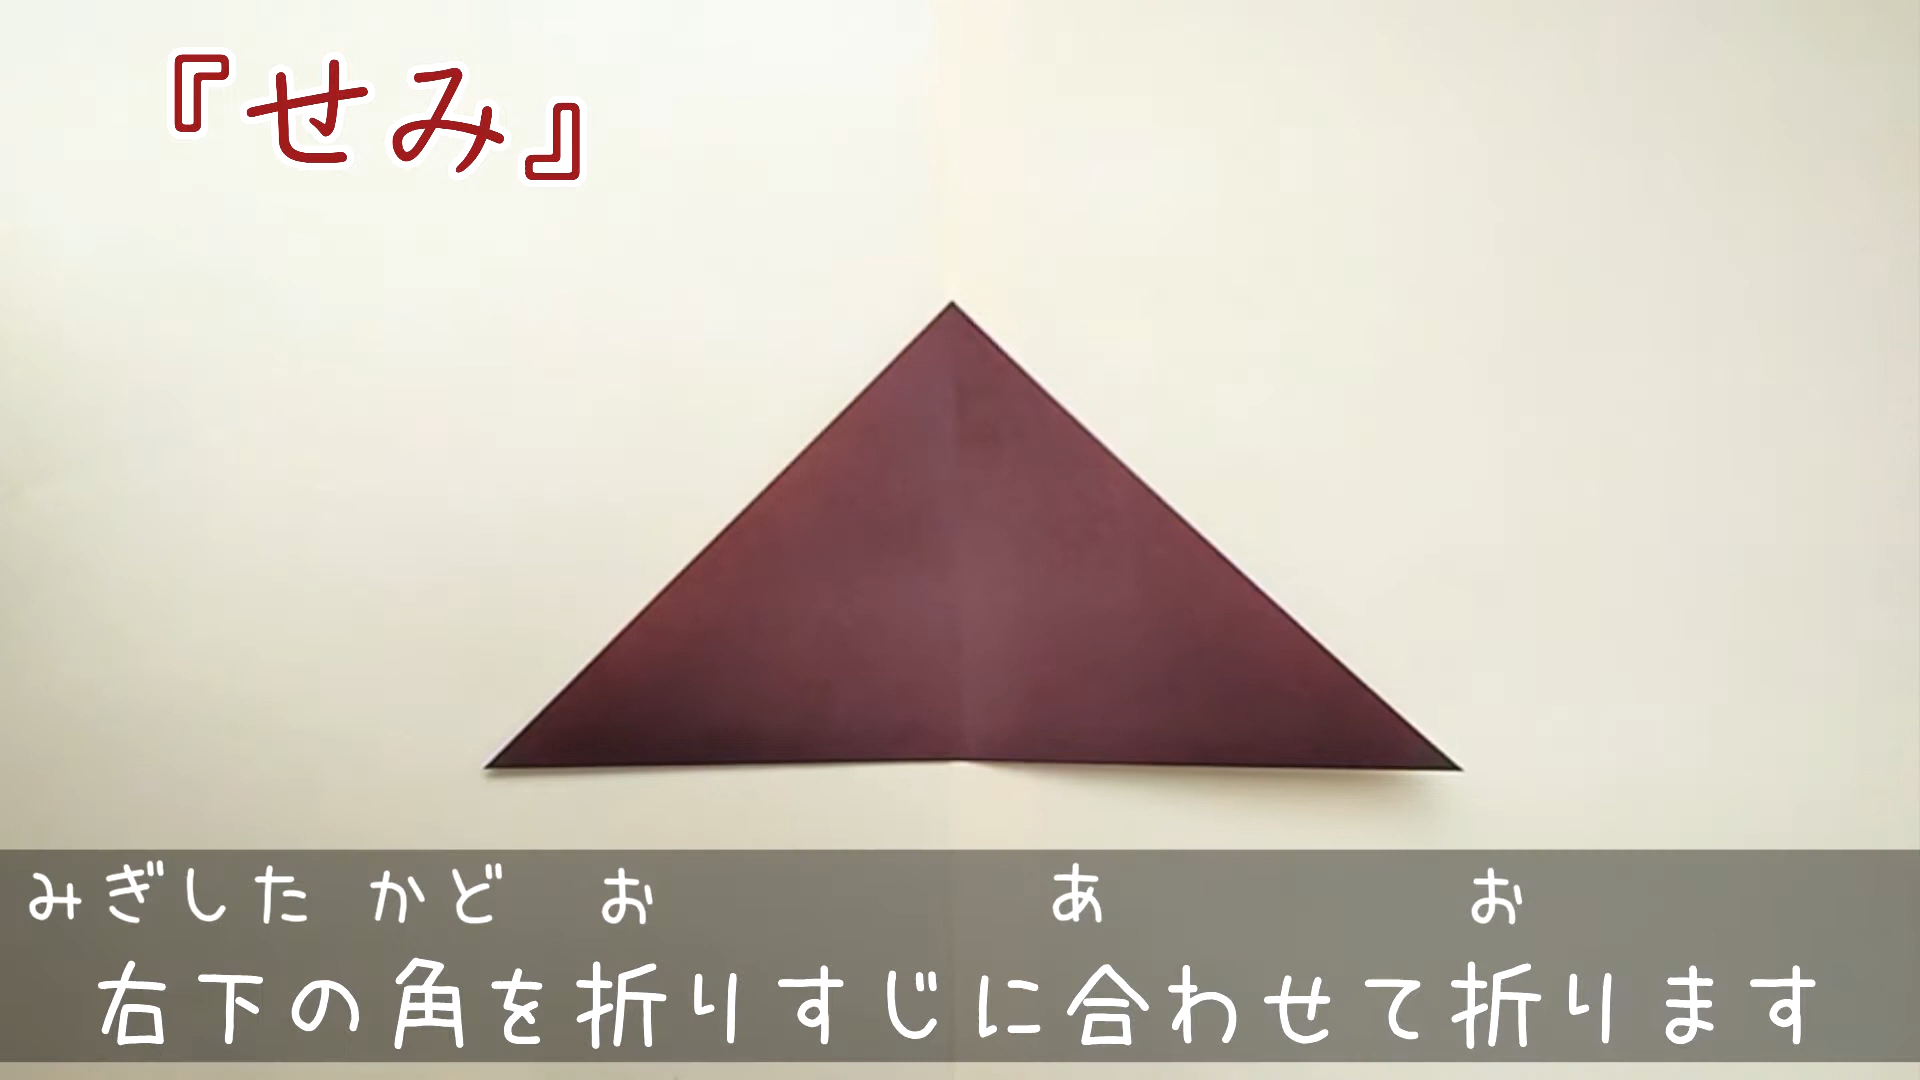 『せみ』
みぎした かど お あ お
右下の角を折りすじに合わせて折ります